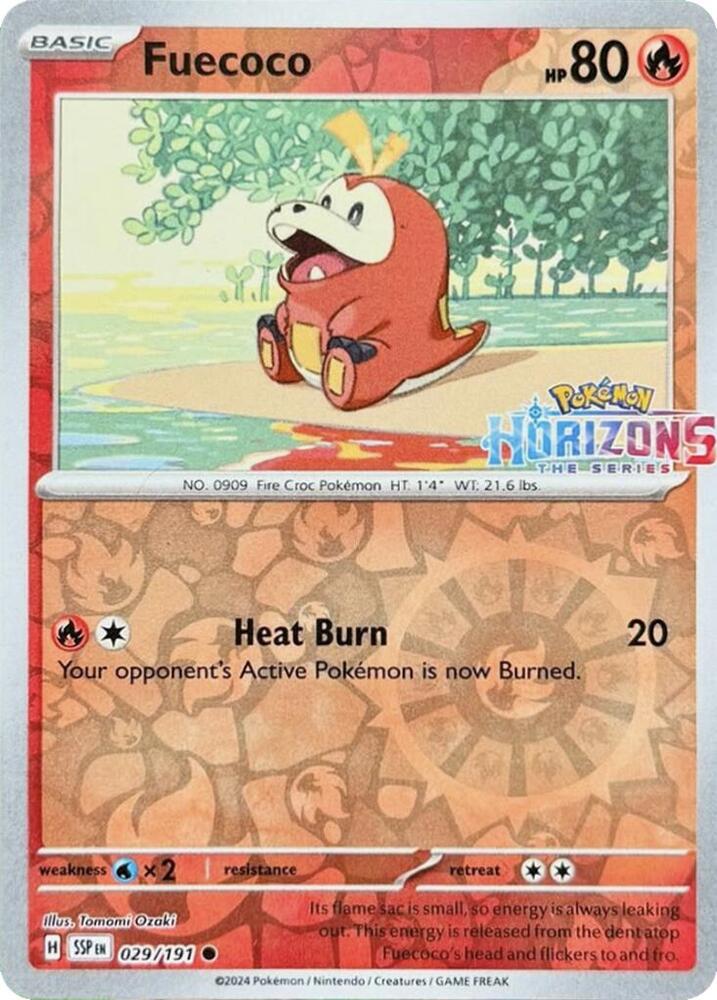 BASIC Fuecoco HP 80
POKéMON
HORIZONS
THE SERIES
NO. 0909 Fire Croc Pokémon HT: 1'4" WT: 21.6 lbs.
Heat Burn 20
Your opponent's Active Pokémon is now Burned.
weakness ×2 resistance retreat
Illus. Tomomi Ozaki
Its flame sac is small, so energy is always leaking
out. This energy is released from the dent atop
Fuecoco's head and flickers to and fro.
H SSP EN 029/191
©2024 Pokémon / Nintendo / Creatures / GAME FREAK